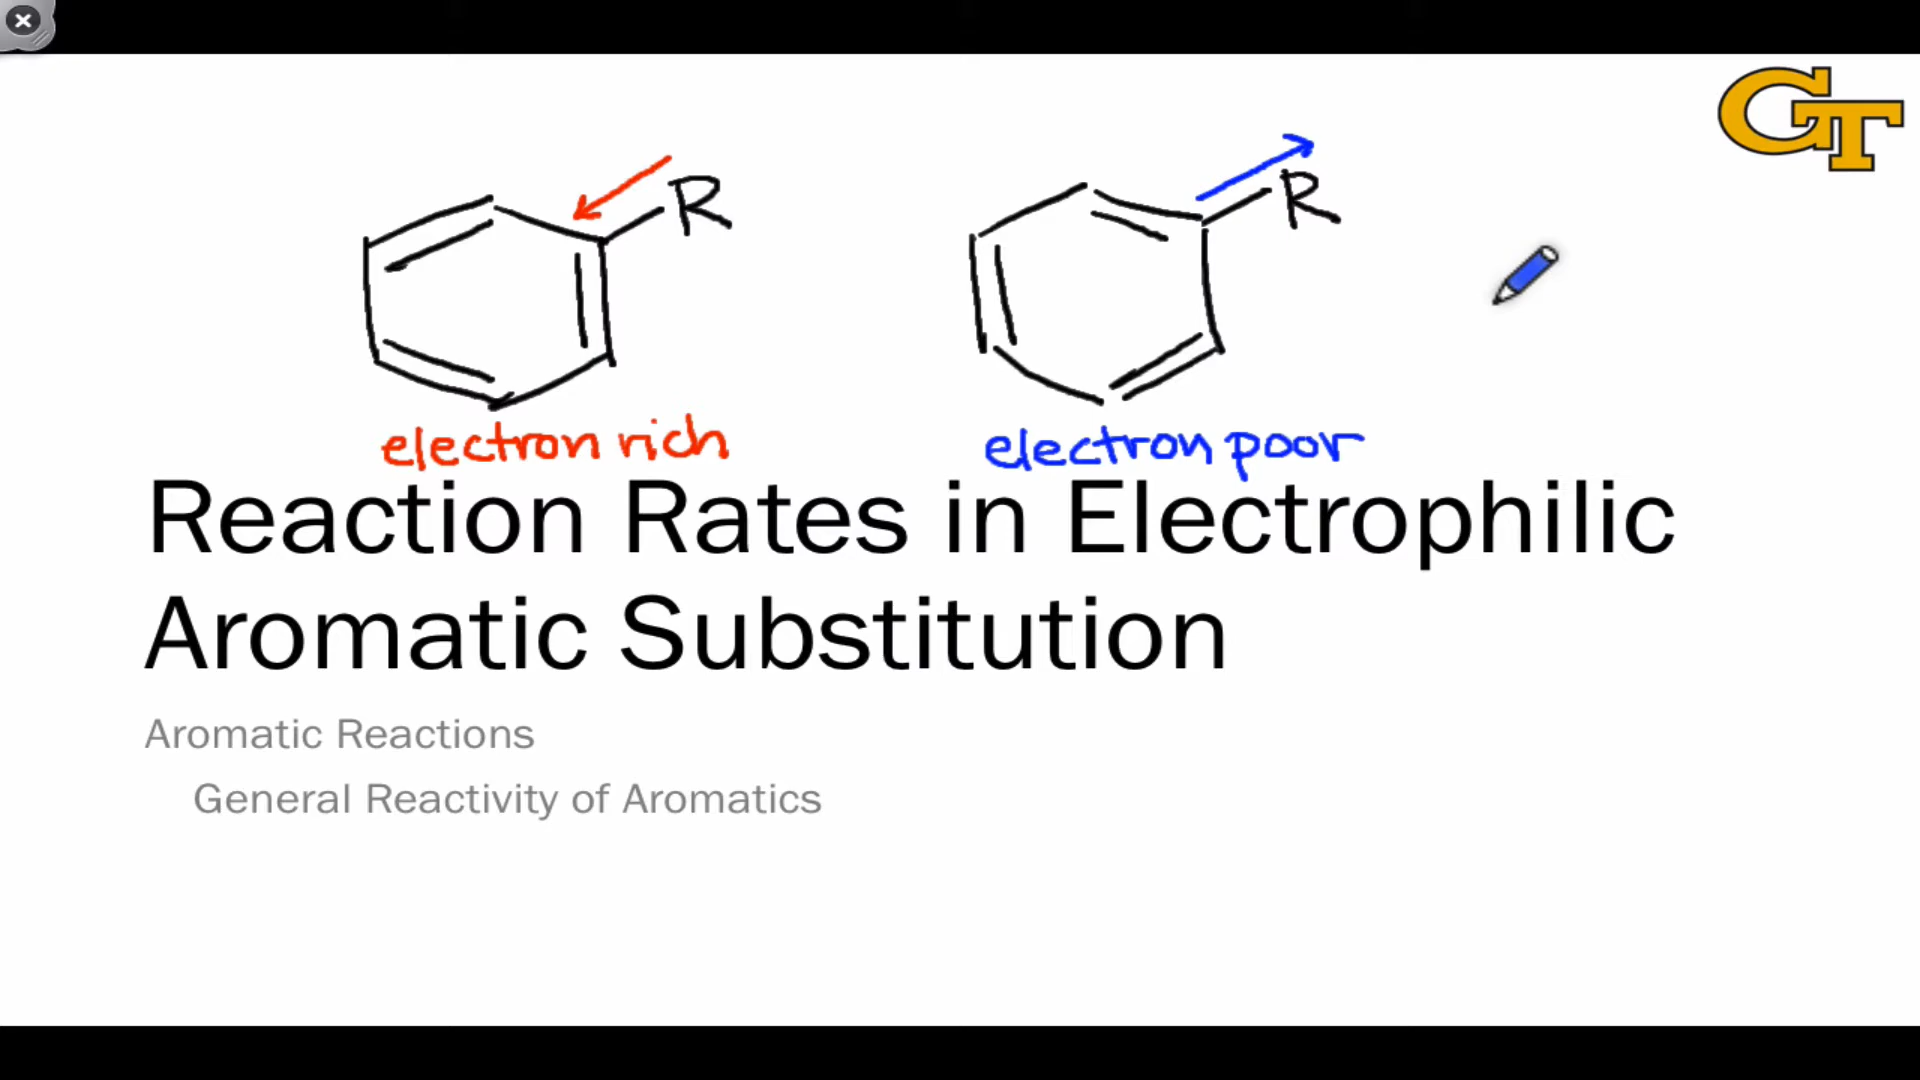 GT
R
R
electron rich
electron poor
Reaction Rates in Electrophilic
Aromatic Substitution
Aromatic Reactions
General Reactivity of Aromatics